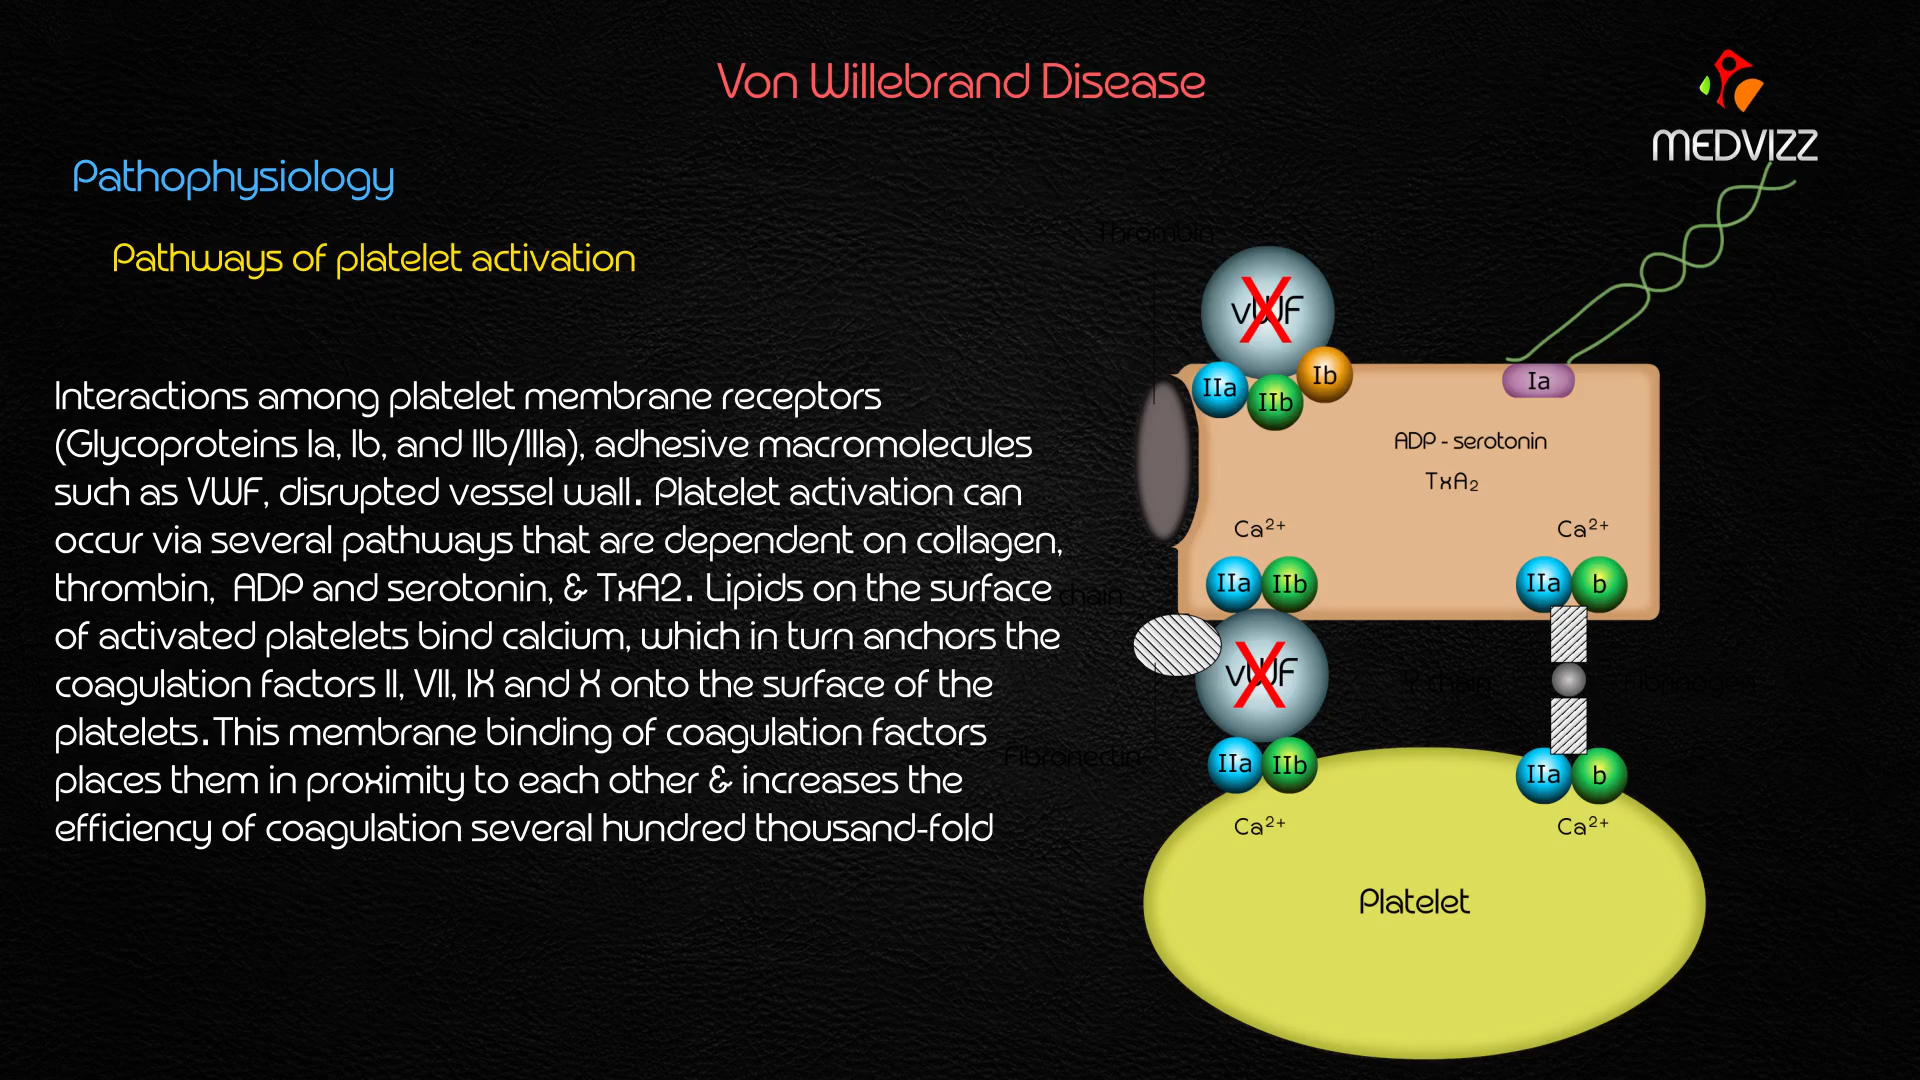 Von Willebrand Disease
MEDVIZZ
Pathophysiology
Pathways of platelet activation
Interactions among platelet membrane receptors
(Glycoproteins Ia, Ib, and IIb/IIIa), adhesive macromolecules
such as VWF, disrupted vessel wall. Platelet activation can
occur via several pathways that are dependent on collagen,
thrombin, ADP and serotonin, & TxA2. Lipids on the surface
of activated platelets bind calcium, which in turn anchors the
coagulation factors II, VII, IX and X onto the surface of the
platelets.This membrane binding of coagulation factors
places them in proximity to each other & increases the
efficiency of coagulation several hundred thousand-fold
Thrombin
vWF
X
IIa
IIb
Ib
Ia
ADP - serotonin
TxA₂
Ca²⁺
Ca²⁺
IIa
IIb
IIa
b
chain
vWF
X
Fibronectin
IIa
IIb
IIa
b
Ca²⁺
Ca²⁺
Platelet